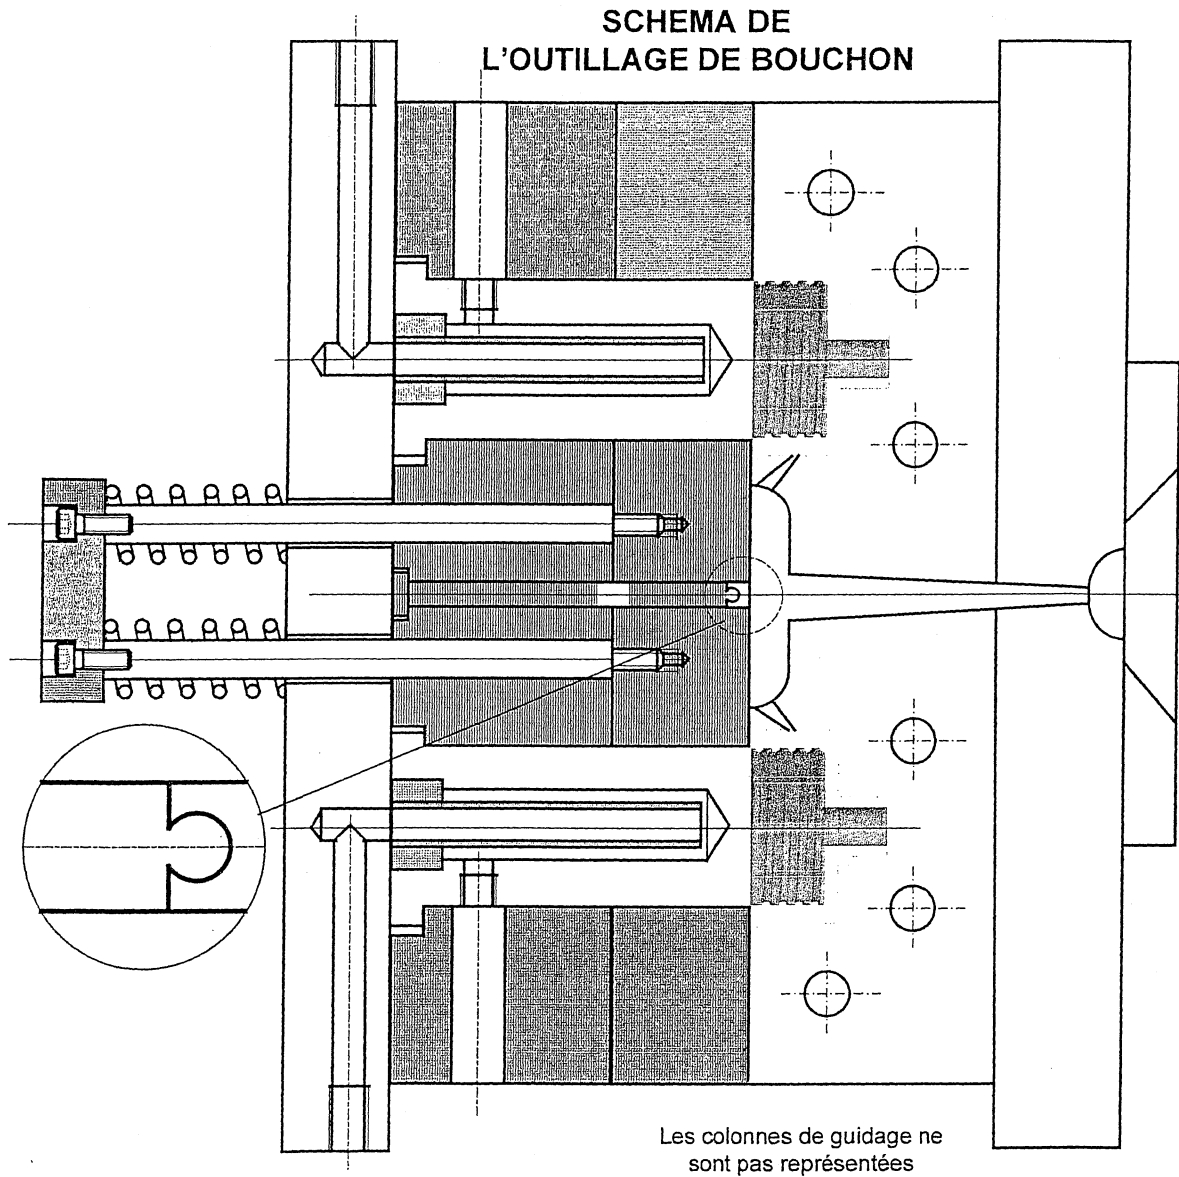 SCHEMA DE
L'OUTILLAGE DE BOUCHON
Les colonnes de guidage ne
sont pas représentées